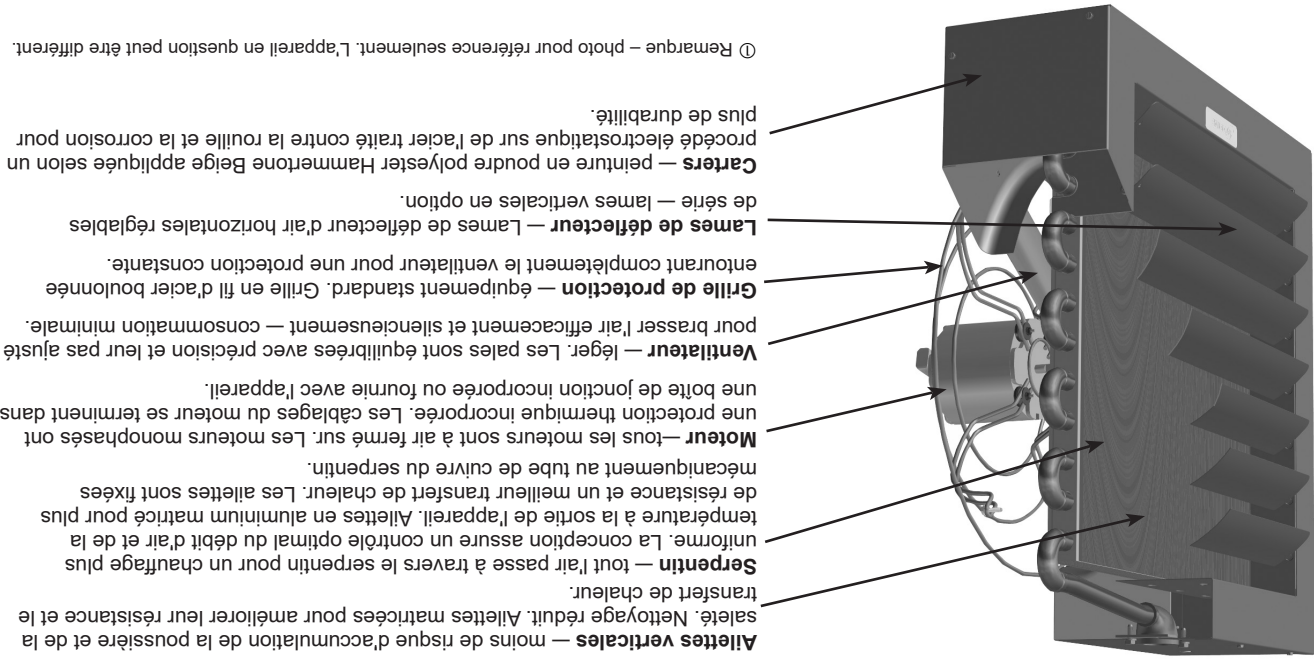 Ailettes verticales — moins de risque d'accumulation de la poussière et de la
saleté. Nettoyage réduit. Ailettes matricées pour améliorer leur résistance et le
transfert de chaleur.
Serpentin — tout l'air passe à travers le serpentin pour un chauffage plus
uniforme. La conception assure un contrôle optimal du débit d'air et de la
température à la sortie de l'appareil. Ailettes en aluminium matricé pour plus
de résistance et un meilleur transfert de chaleur. Les ailettes sont fixées
mécaniquement au tube de cuivre du serpentin.
Moteur —tous les moteurs sont à air fermé sur. Les moteurs monophasés ont
une protection thermique incorporée. Les câblages du moteur se terminent dans
une boîte de jonction incorporée ou fournie avec l'appareil.
Ventilateur — léger. Les pales sont équilibrées avec précision et leur pas ajusté
pour brasser l'air efficacement et silencieusement — consommation minimale.
Grille de protection — équipement standard. Grille en fil d'acier boulonnée
entourant complètement le ventilateur pour une protection constante.
Lames de déflecteur — Lames de déflecteur d'air horizontales réglables
de série — lames verticales en option.
Carters — peinture en poudre polyester Hammertone Beige appliquée selon un
procédé électrostatique sur de l'acier traité contre la rouille et la corrosion pour
plus de durabilité.
① Remarque – photo pour référence seulement. L'appareil en question peut être différent.